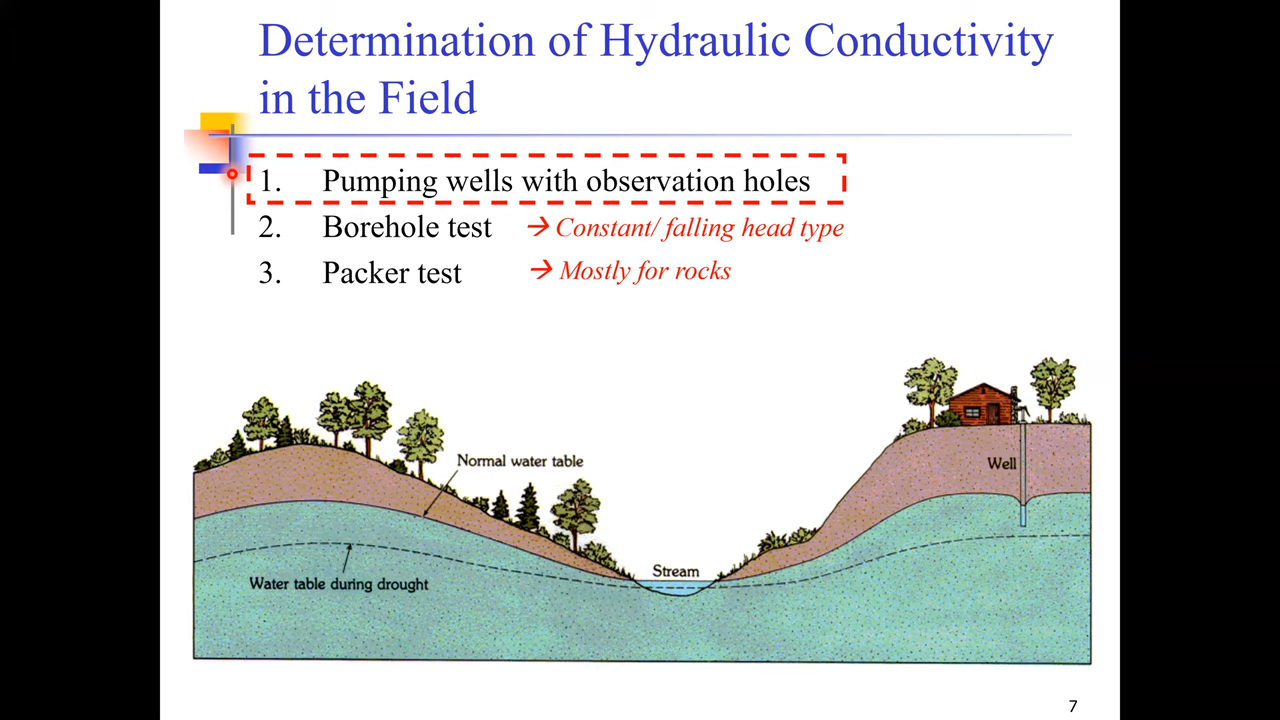 Determination of Hydraulic Conductivity
in the Field
1. Pumping wells with observation holes
2. Borehole test → Constant/ falling head type
3. Packer test → Mostly for rocks
Normal water table
Well
Stream
Water table during drought
7